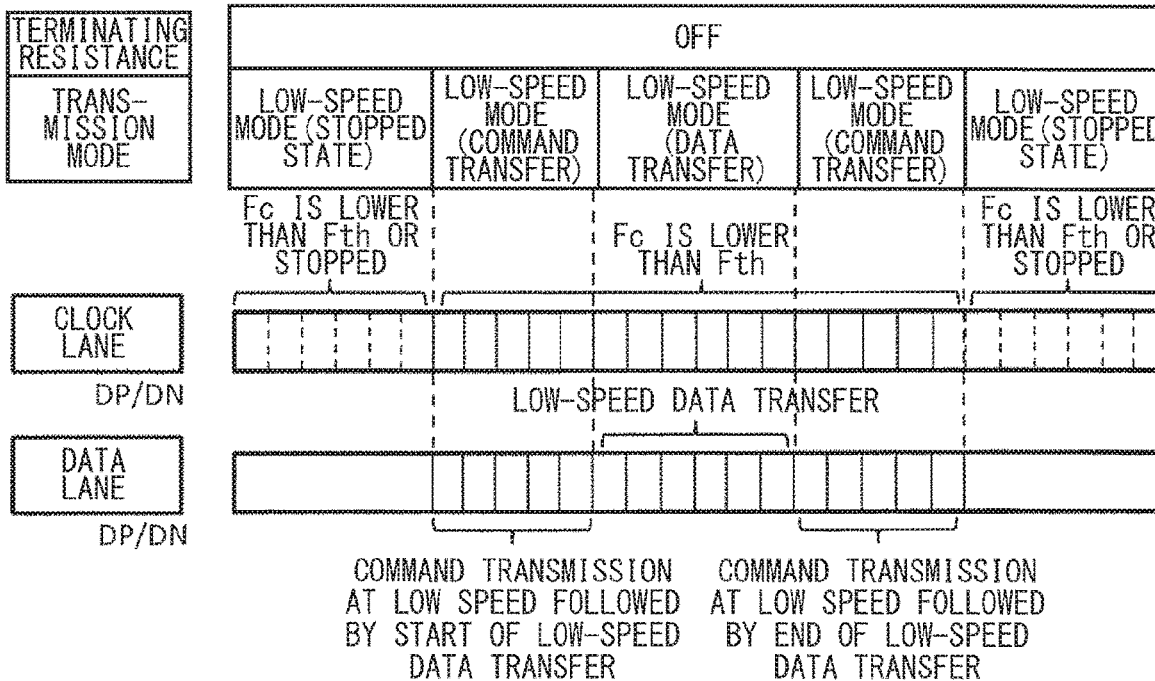 TERMINATING
RESISTANCE
OFF
TRANS-
MISSION
MODE
LOW-SPEED
MODE(STOPPED
STATE)
LOW-SPEED
MODE
(COMMAND
TRANSFER)
LOW-SPEED
MODE
(DATA
TRANSFER)
LOW-SPEED
MODE
(COMMAND
TRANSFER)
LOW-SPEED
MODE(STOPPED
STATE)
Fc IS LOWER
THAN Fth OR
STOPPED
Fc IS LOWER
THAN Fth
Fc IS LOWER
THAN Fth OR
STOPPED
CLOCK
LANE
DP/DN
LOW-SPEED DATA TRANSFER
DATA
LANE
DP/DN
COMMAND TRANSMISSION
AT LOW SPEED FOLLOWED
BY START OF LOW-SPEED
DATA TRANSFER
COMMAND TRANSMISSION
AT LOW SPEED FOLLOWED
BY END OF LOW-SPEED
DATA TRANSFER